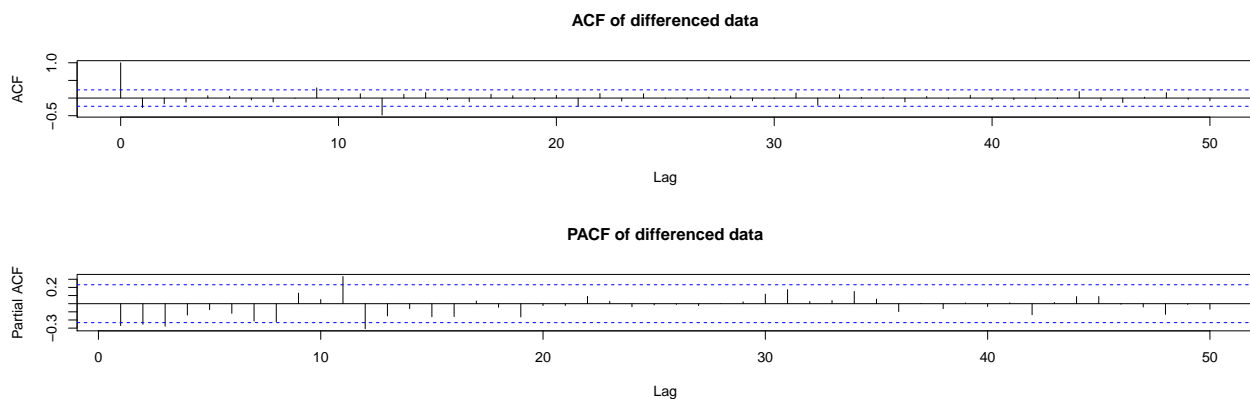 ACF of differenced data
ACF
1.0
−0.5
0 10 20 30 40 50
Lag
PACF of differenced data
Partial ACF
0.2
−0.3
0 10 20 30 40 50
Lag